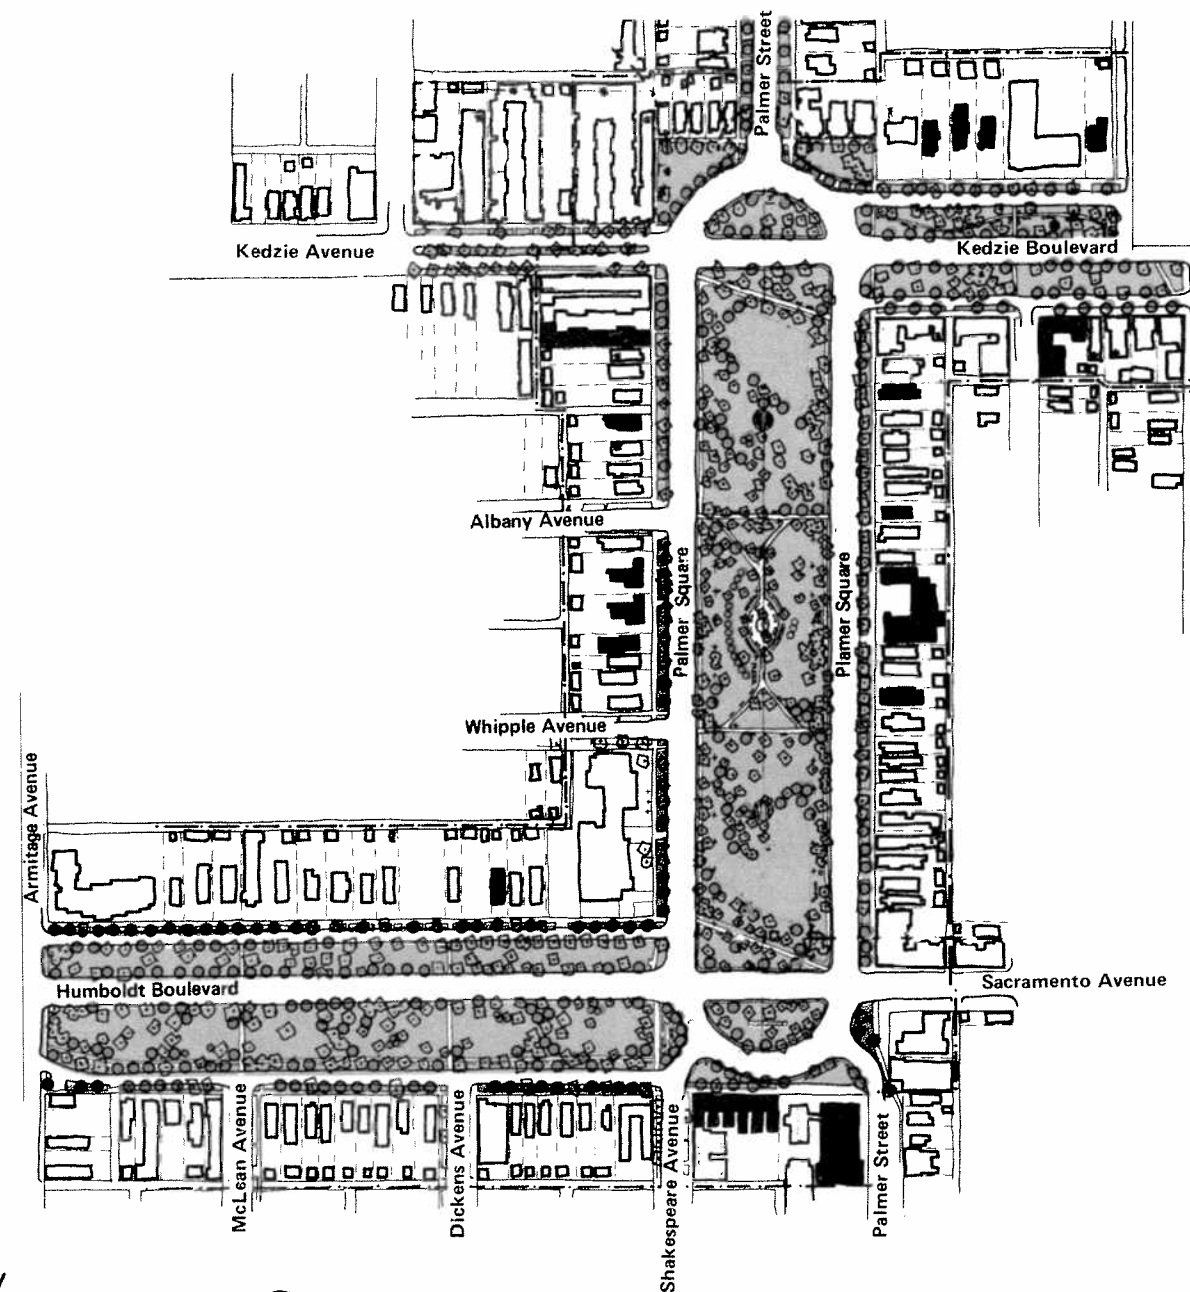 Palmer Street
Kedzie Avenue
Kedzie Boulevard
Albany Avenue
Palmer Square
Plamer Square
Whipple Avenue
Armitage Avenue
Humboldt Boulevard
Sacramento Avenue
McLean Avenue
Dickens Avenue
Shakespeare Avenue
Palmer Street